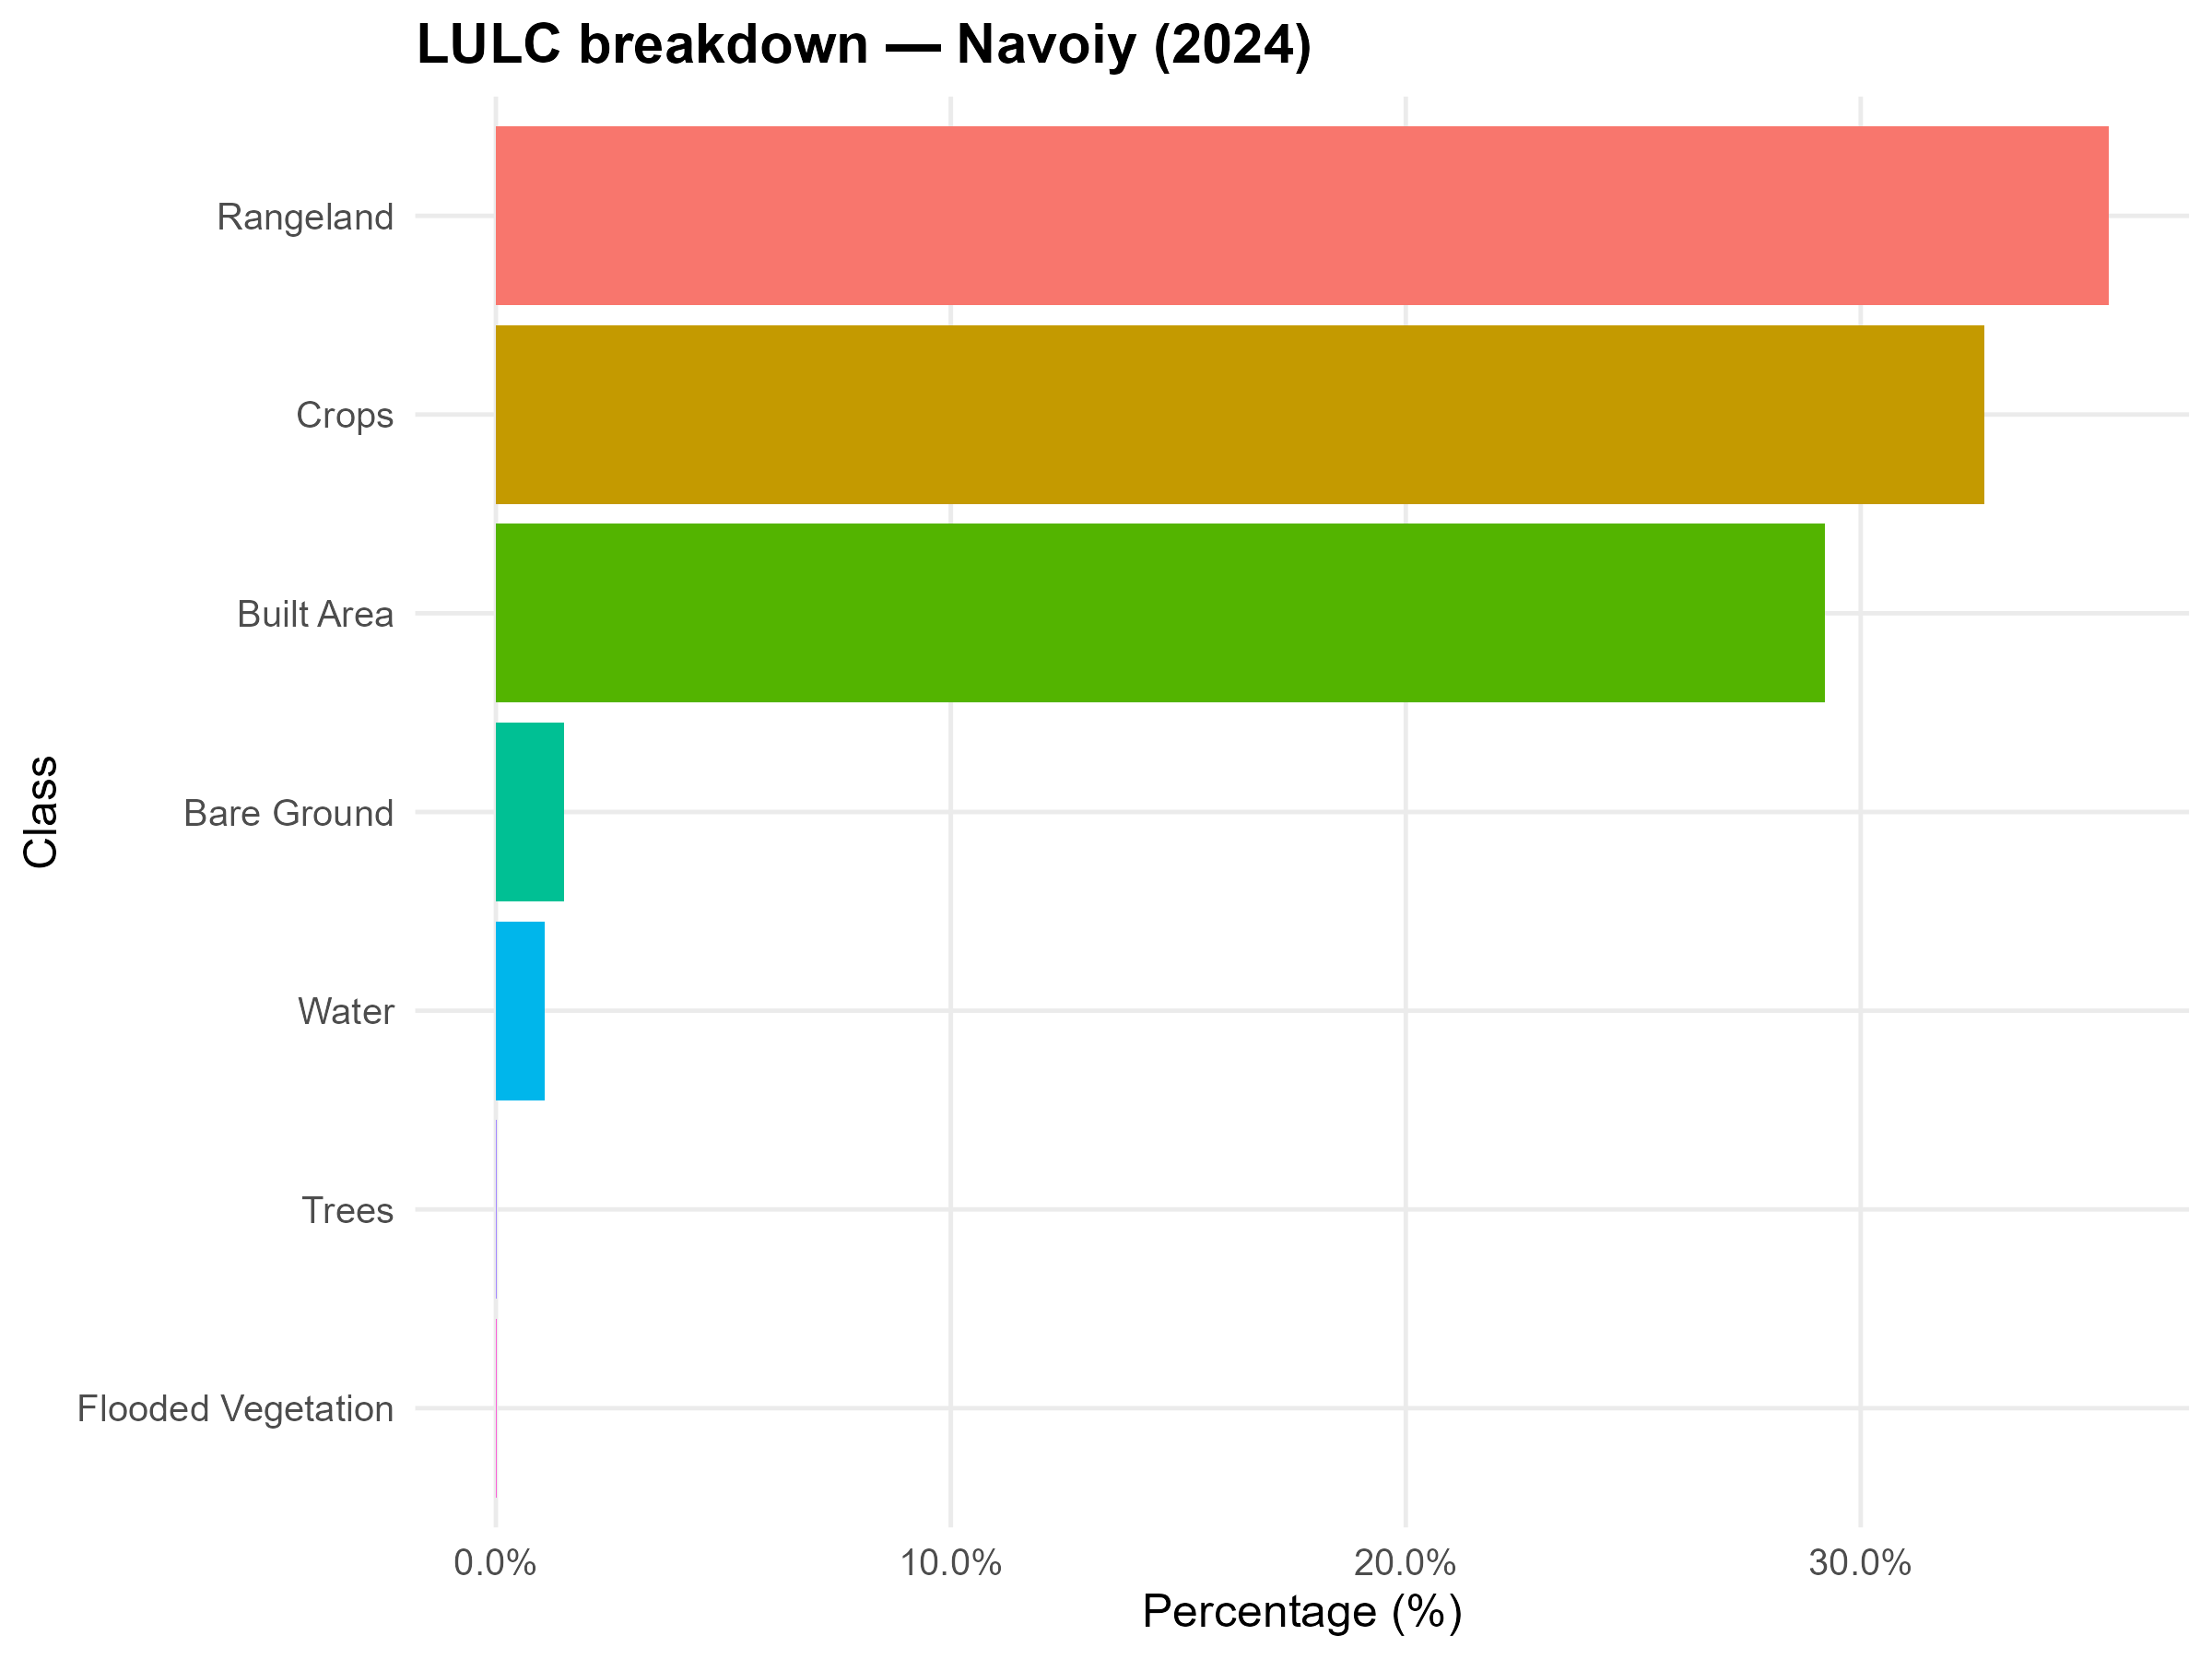 LULC breakdown — Navoiy (2024)
Class
Rangeland
Crops
Built Area
Bare Ground
Water
Trees
Flooded Vegetation
0.0% 10.0% 20.0% 30.0%
Percentage (%)